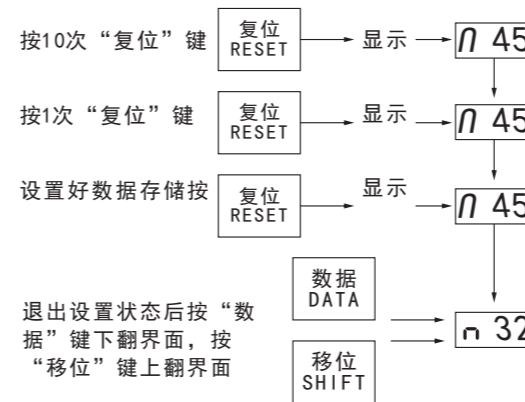 按10次“复位”键 复位 显示 ∩ 45
RESET
按1次“复位”键 复位 显示 ∩ 45
RESET
设置好数据存储按 复位 显示 ∩ 45
RESET
数据
DATA
退出设置状态后按“数 n 32
据”键下翻界面，按
“移位”键上翻界面 移位
SHIFT